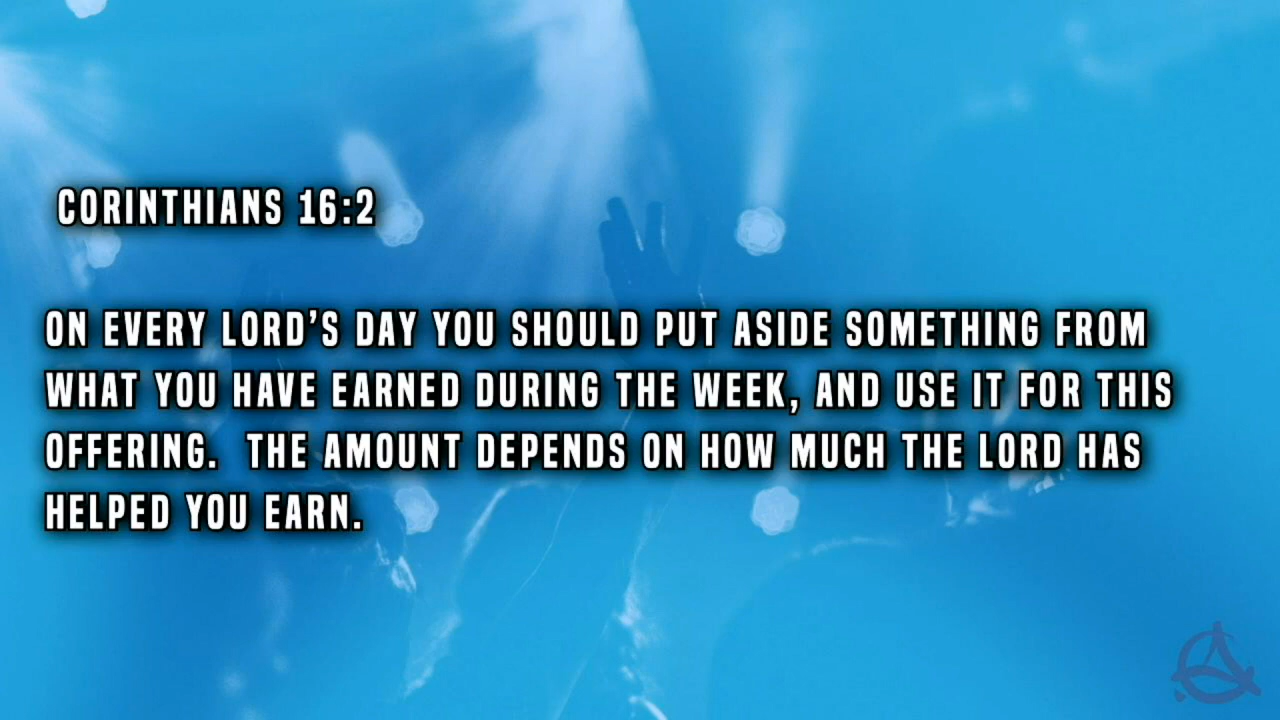 CORINTHIANS 16:2
ON EVERY LORD’S DAY YOU SHOULD PUT ASIDE SOMETHING FROM
WHAT YOU HAVE EARNED DURING THE WEEK, AND USE IT FOR THIS
OFFERING.  THE AMOUNT DEPENDS ON HOW MUCH THE LORD HAS
HELPED YOU EARN.